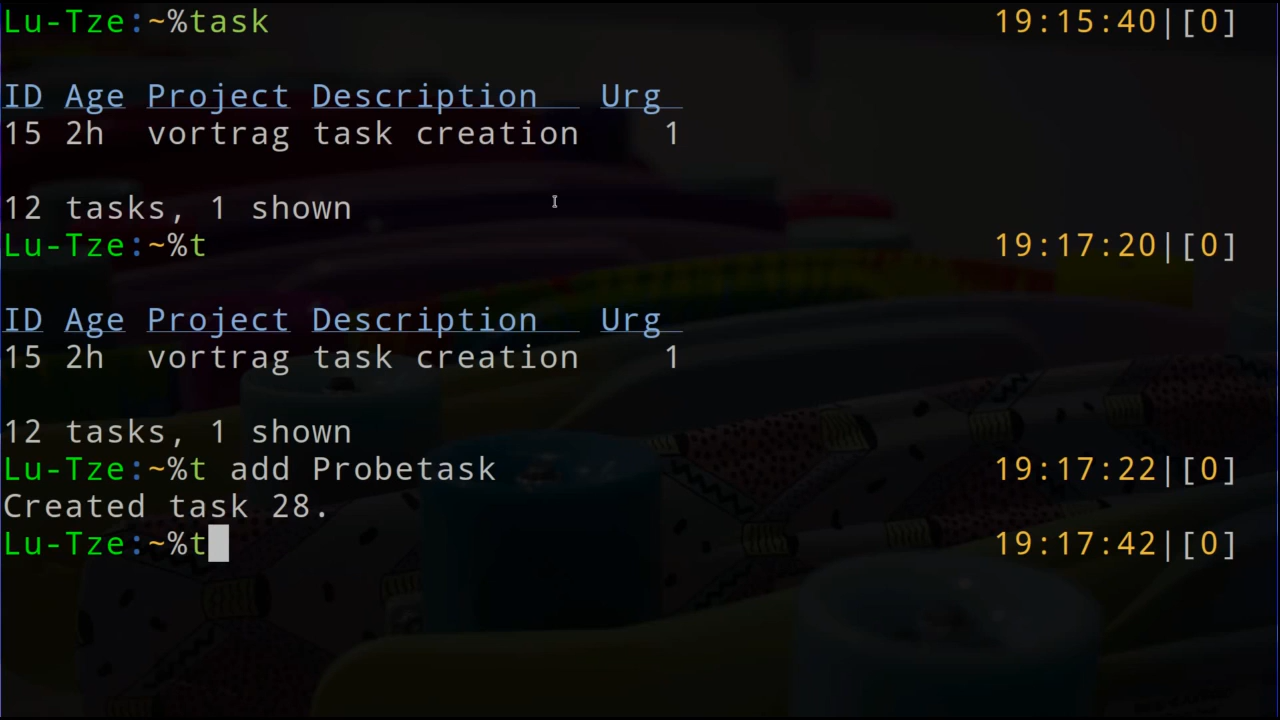 Lu-Tze:~%task 19:15:40|[0]
ID Age Project Description Urg
15 2h vortrag task creation 1
12 tasks, 1 shown
Lu-Tze:~%t 19:17:20|[0]
ID Age Project Description Urg
15 2h vortrag task creation 1
12 tasks, 1 shown
Lu-Tze:~%t add Probetask 19:17:22|[0]
Created task 28.
Lu-Tze:~%t 19:17:42|[0]